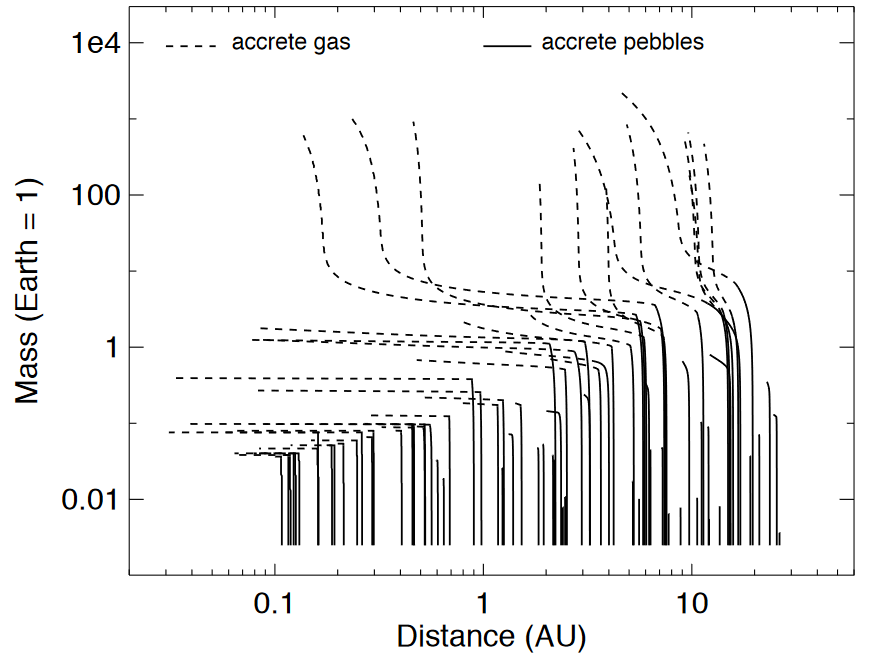 accrete gas accrete pebbles
1e4
100
1
0.01
Mass (Earth = 1)
0.1 1 10
Distance (AU)